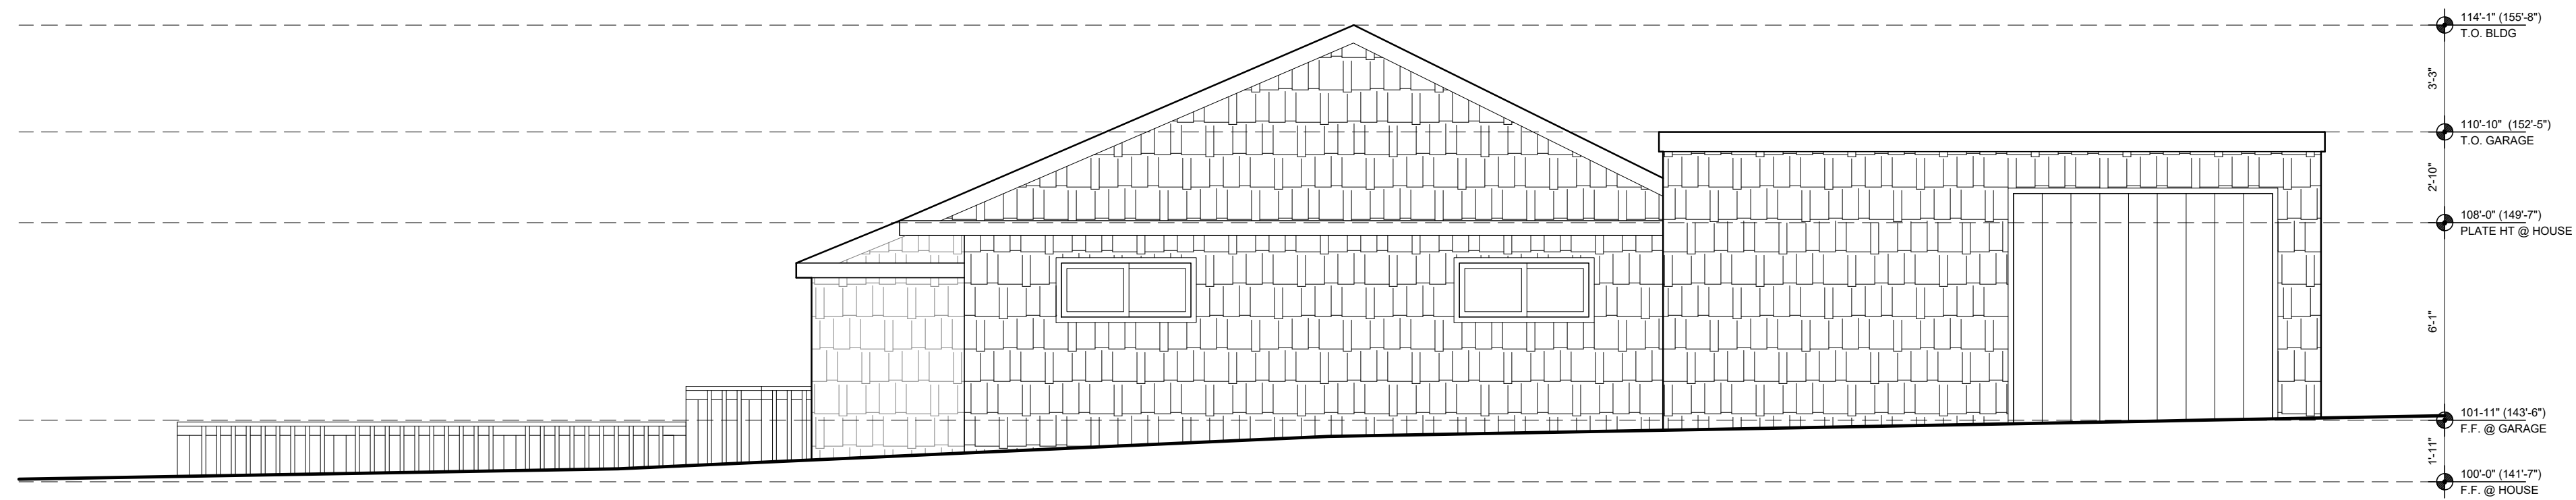 114'-1" (155'-8")
T.O. BLDG
3'-3"
110'-10" (152'-5")
T.O. GARAGE
2'-10"
108'-0" (149'-7")
PLATE HT @ HOUSE
6'-1"
101-11" (143'-6")
F.F. @ GARAGE
1'-11"
100'-0" (141'-7")
F.F. @ HOUSE